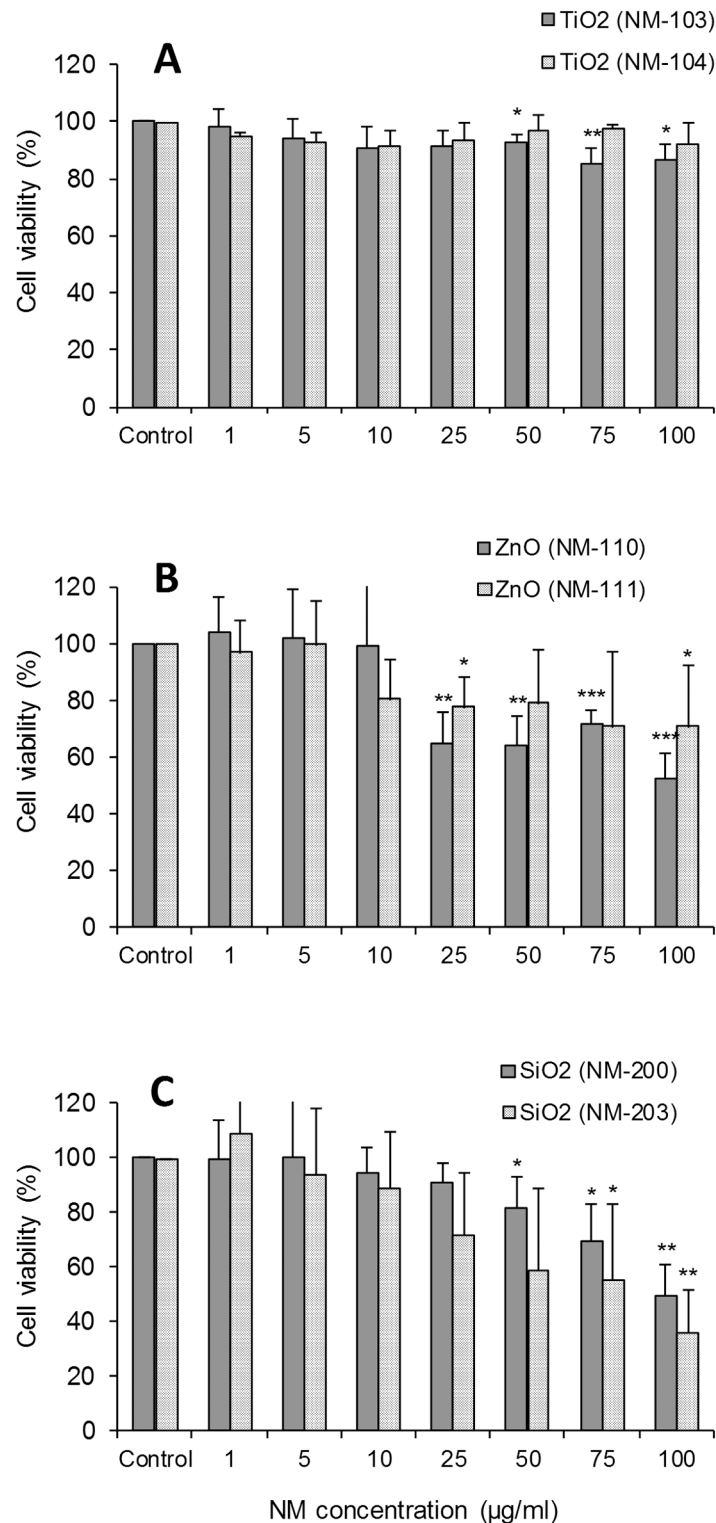 TiO2 (NM-103)
TiO2 (NM-104)
A
Cell viability (%)
120
100
80
60
40
20
0
* ** *
Control 1 5 10 25 50 75 100
ZnO (NM-110)
ZnO (NM-111)
B
Cell viability (%)
120
100
80
60
40
20
0
** * ** *** *** *
Control 1 5 10 25 50 75 100
SiO2 (NM-200)
SiO2 (NM-203)
C
Cell viability (%)
120
100
80
60
40
20
0
* * * ** **
Control 1 5 10 25 50 75 100
NM concentration (µg/ml)